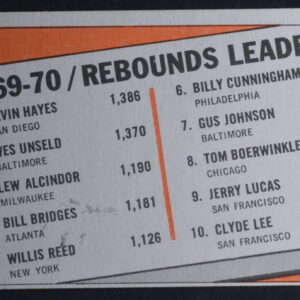 69-70 / REBOUNDS LEADE
VIN HAYES 1,386
AN DIEGO
ES UNSELD 1,370
ALTIMORE
LEW ALCINDOR 1,190
MILWAUKEE
BILL BRIDGES 1,181
ATLANTA
WILLIS REED 1,126
NEW YORK
6. BILLY CUNNINGHAM
PHILADELPHIA
7. GUS JOHNSON
BALTIMORE
8. TOM BOERWINKLE
CHICAGO
9. JERRY LUCAS
SAN FRANCISCO
10. CLYDE LEE
SAN FRANCISCO